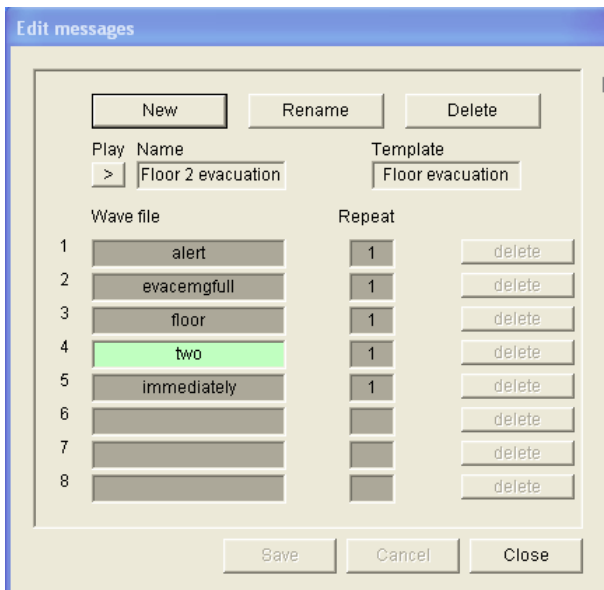 Edit messages
New Rename Delete
Play Name Template
> Floor 2 evacuation Floor evacuation
Wave file Repeat
1 alert 1 delete
2 evacemgfull 1 delete
3 floor 1 delete
4 two 1 delete
5 immediately 1 delete
6 delete
7 delete
8 delete
Save Cancel Close